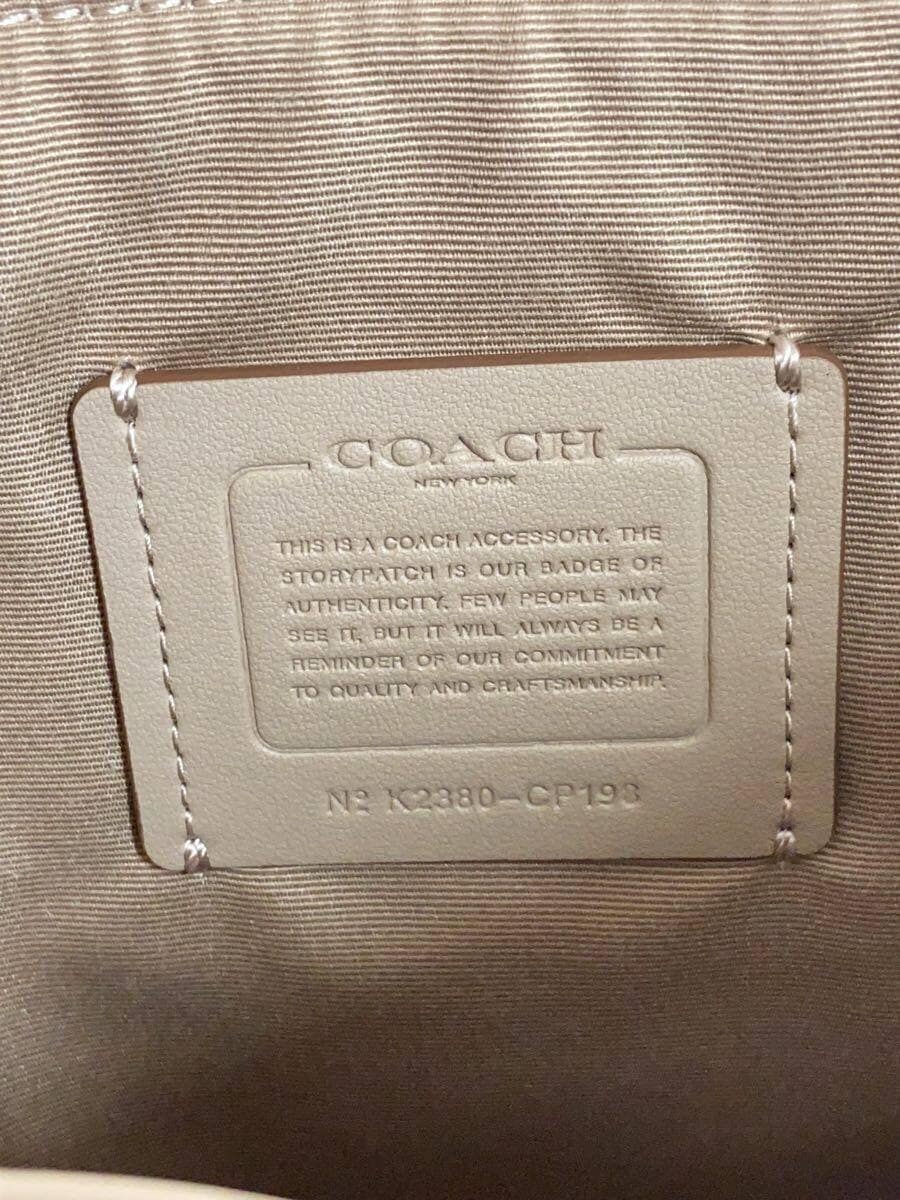 COACH
NEW YORK
THIS IS A COACH ACCESSORY. THE
STORYPATCH IS OUR BADGE OF
AUTHENTICITY. FEW PEOPLE MAY
SEE IT, BUT IT WILL ALWAYS BE A
REMINDER OF OUR COMMITMENT
TO QUALITY AND CRAFTSMANSHIP.
Nº K2380-CP198